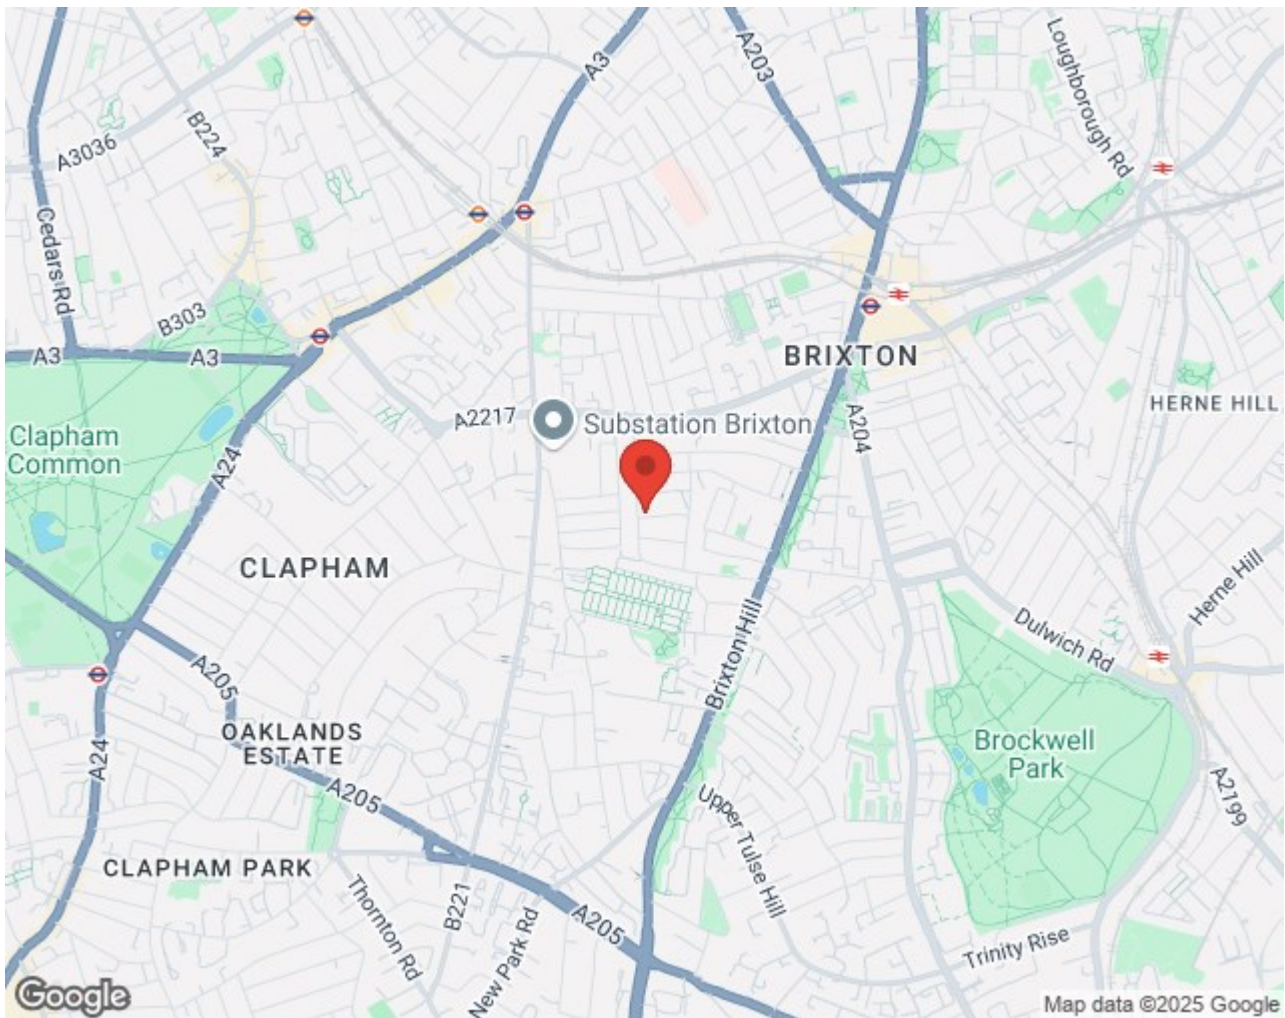 A3
A203
Loughborough Rd
B224
A3036
Cedars Rd
B303
A3
A3
BRIXTON
HERNE HILL
A2217
Substation Brixton
A204
Clapham
Common
A24
CLAPHAM
Herne Hill
Brixton Hill
Dulwich Rd
A205
OAKLANDS
ESTATE
A24
Brockwell
Park
A205
Upper Tulse Hill
A2199
CLAPHAM PARK
Thornton Rd
B221
New Park Rd
A205
Trinity Rise
Google
Map data ©2025 Google